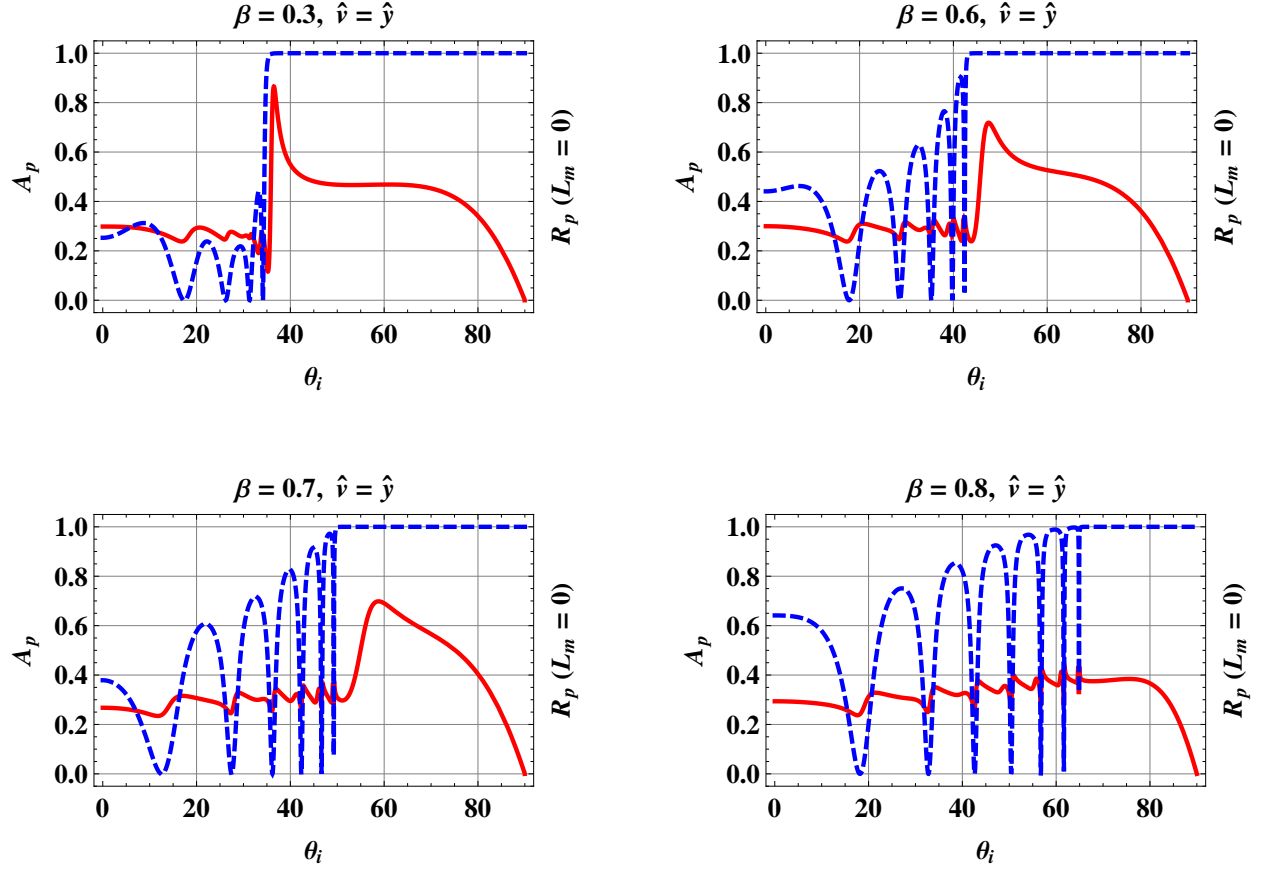 β = 0.3, v̂ = ŷ
1.0
0.8
0.6
0.4
0.2
0.0
A_p
R_p (L_m = 0)
0 20 40 60 80
θ_i
β = 0.6, v̂ = ŷ
1.0
0.8
0.6
0.4
0.2
0.0
A_p
R_p (L_m = 0)
0 20 40 60 80
θ_i
β = 0.7, v̂ = ŷ
1.0
0.8
0.6
0.4
0.2
0.0
A_p
R_p (L_m = 0)
0 20 40 60 80
θ_i
β = 0.8, v̂ = ŷ
1.0
0.8
0.6
0.4
0.2
0.0
A_p
R_p (L_m = 0)
0 20 40 60 80
θ_i